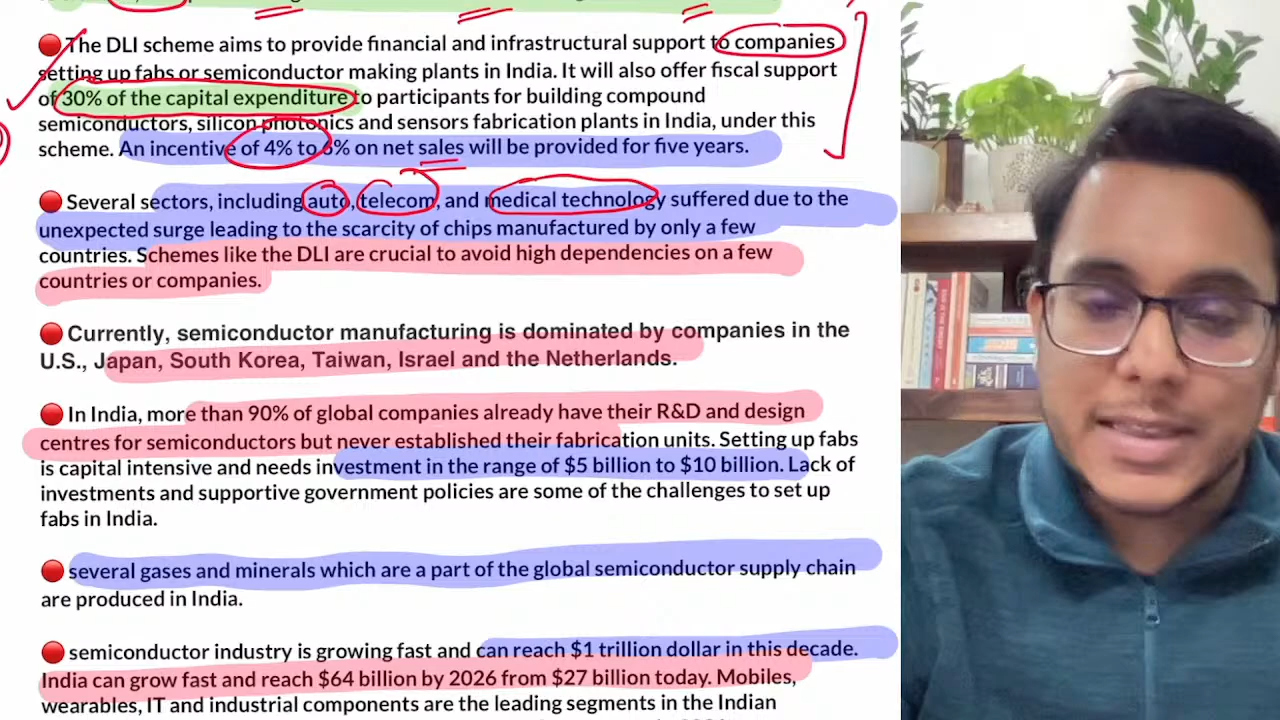 The DLI scheme aims to provide financial and infrastructural support to companies
setting up fabs or semiconductor making plants in India. It will also offer fiscal support
of 30% of the capital expenditure to participants for building compound
semiconductors, silicon photonics and sensors fabrication plants in India, under this
scheme. An incentive of 4% to 6% on net sales will be provided for five years.
Several sectors, including auto, telecom, and medical technology suffered due to the
unexpected surge leading to the scarcity of chips manufactured by only a few
countries. Schemes like the DLI are crucial to avoid high dependencies on a few
countries or companies.
Currently, semiconductor manufacturing is dominated by companies in the
U.S., Japan, South Korea, Taiwan, Israel and the Netherlands.
In India, more than 90% of global companies already have their R&D and design
centres for semiconductors but never established their fabrication units. Setting up fabs
is capital intensive and needs investment in the range of $5 billion to $10 billion. Lack of
investments and supportive government policies are some of the challenges to set up
fabs in India.
several gases and minerals which are a part of the global semiconductor supply chain
are produced in India.
semiconductor industry is growing fast and can reach $1 trillion dollar in this decade.
India can grow fast and reach $64 billion by 2026 from $27 billion today. Mobiles,
wearables, IT and industrial components are the leading segments in the Indian